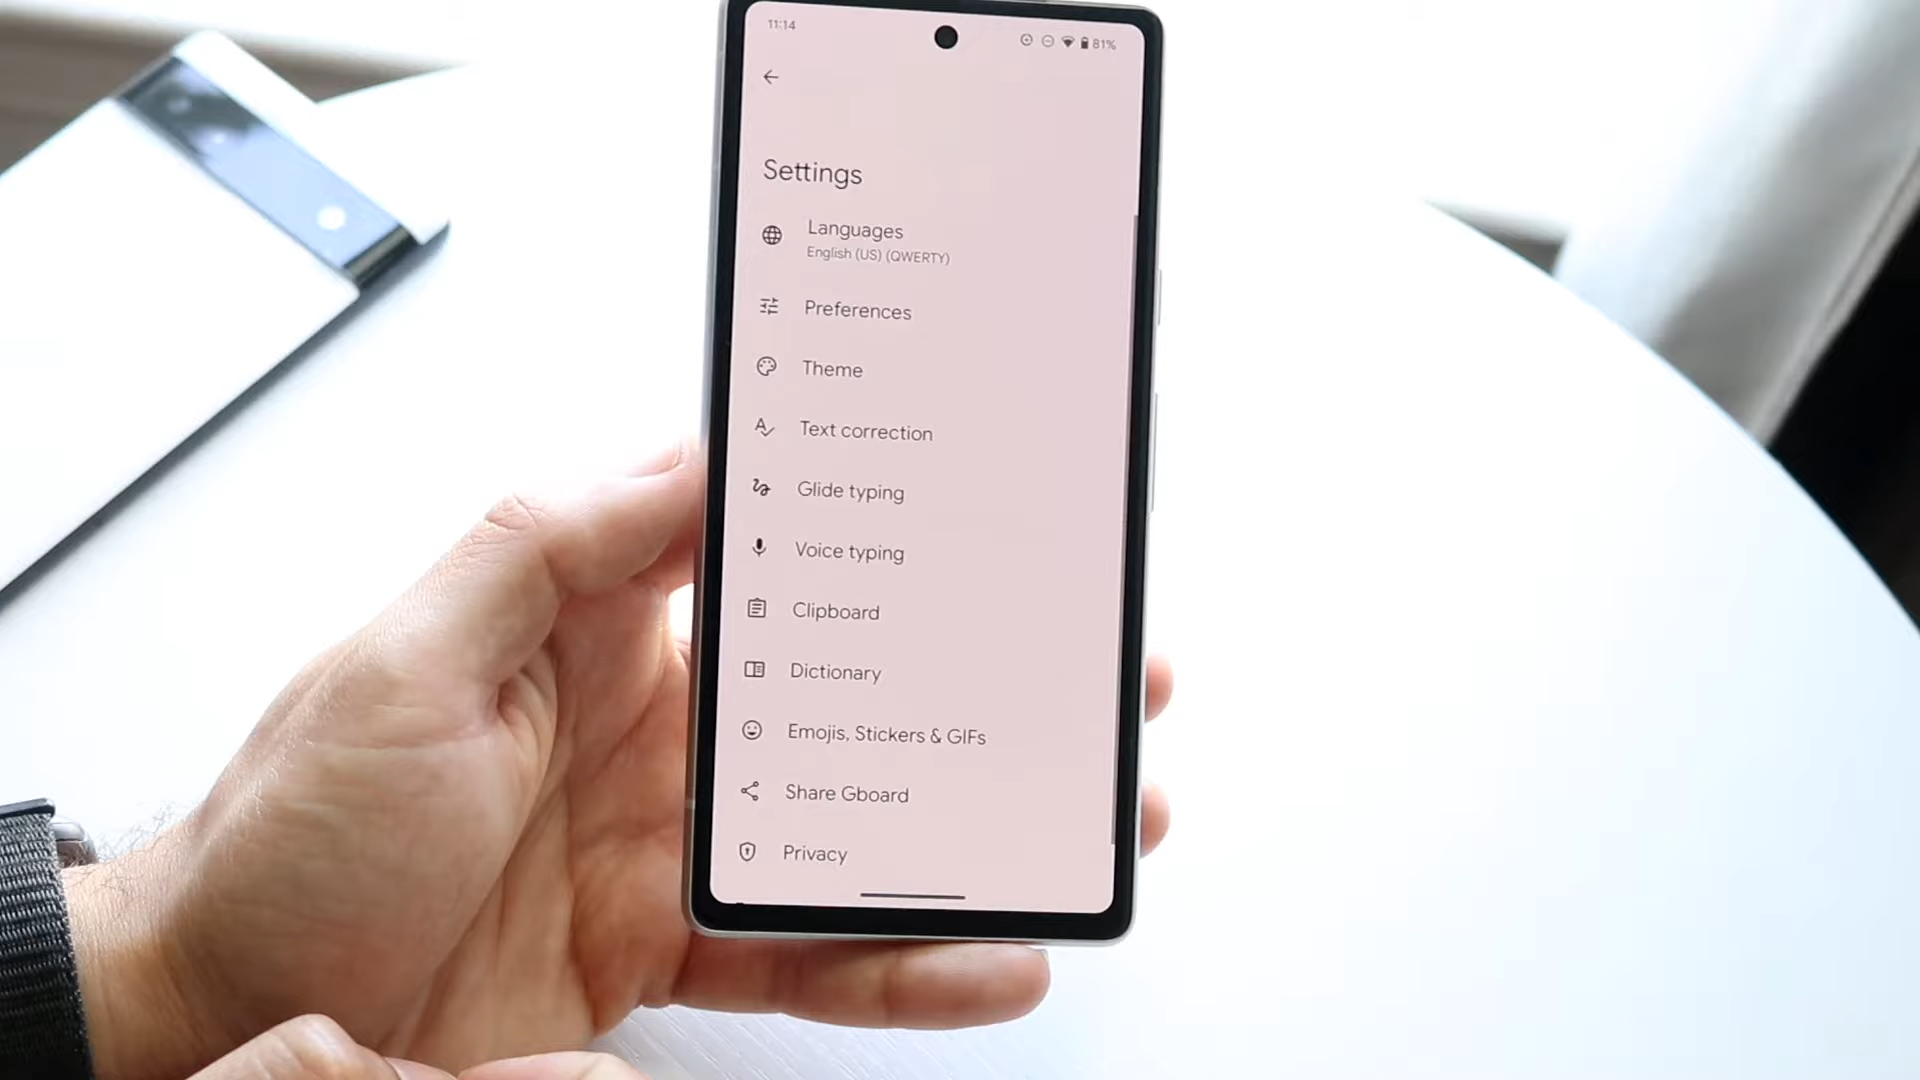 11:14
81%
Settings
Languages
English (US) (QWERTY)
Preferences
Theme
Text correction
Glide typing
Voice typing
Clipboard
Dictionary
Emojis, Stickers & GIFs
Share Gboard
Privacy